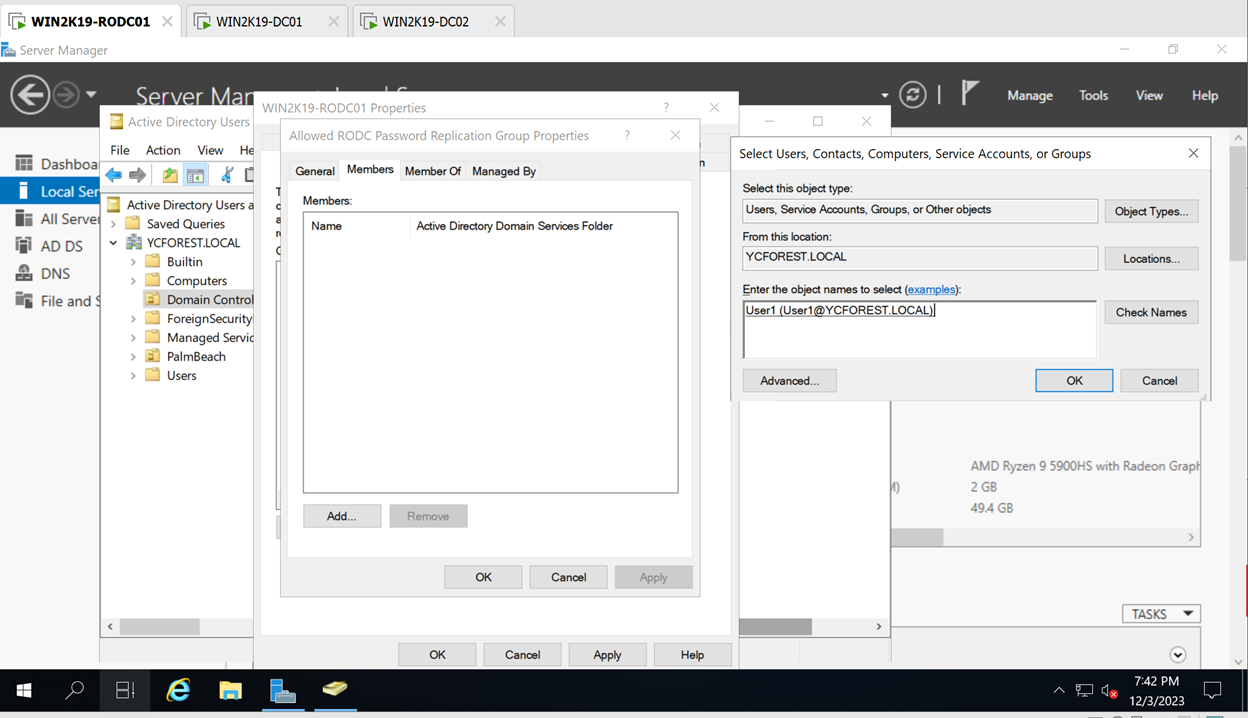 WIN2K19-RODC01
WIN2K19-DC01
WIN2K19-DC02
Server Manager
Server Man
Manage
Tools
View
Help
Dashboa
Local Ser
All Server
AD DS
DNS
File and S
Active Directory Users
File
Action
View
He
Active Directory Users a
Saved Queries
YCFOREST.LOCAL
Builtin
Computers
Domain Control
ForeignSecurity
Managed Servic
PalmBeach
Users
WIN2K19-RODC01 Properties
?
Allowed RODC Password Replication Group Properties
?
General
Members
Member Of
Managed By
Members:
Name
Active Directory Domain Services Folder
Add...
Remove
OK
Cancel
Apply
OK
Cancel
Apply
Help
Select Users, Contacts, Computers, Service Accounts, or Groups
Select this object type:
Users, Service Accounts, Groups, or Other objects
Object Types...
From this location:
YCFOREST.LOCAL
Locations...
Enter the object names to select (examples):
User1 (User1@YCFOREST.LOCAL)
Check Names
Advanced...
OK
Cancel
AMD Ryzen 9 5900HS with Radeon Graph
2 GB
49.4 GB
TASKS
7:42 PM
12/3/2023